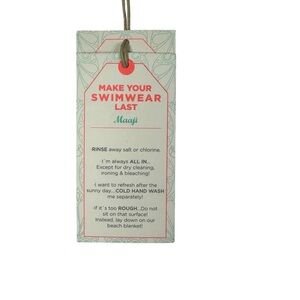 MAKE YOUR
SWIMWEAR
LAST
Maaji
·RINSE away salt or chlorine.
·I´m always ALL IN..
Except for dry cleaning,
ironing & bleaching!
·I want to refresh after the
sunny day...COLD HAND WASH
me separately!
·If it´s too ROUGH...Do not
sit on that surface!
Instead, lay down on our
beach blanket!